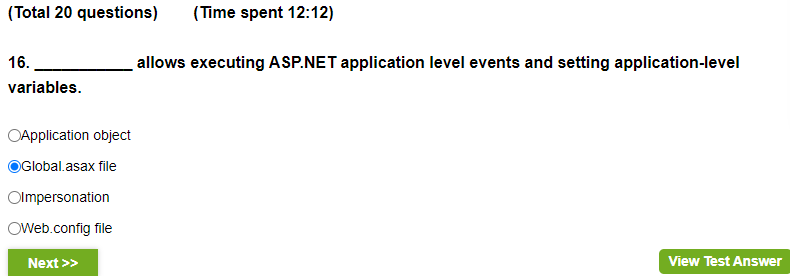 (Total 20 questions) (Time spent 12:12)
16. ___________ allows executing ASP.NET application level events and setting application-level
variables.
Application object
Global.asax file
Impersonation
Web.config file
Next >>
View Test Answer